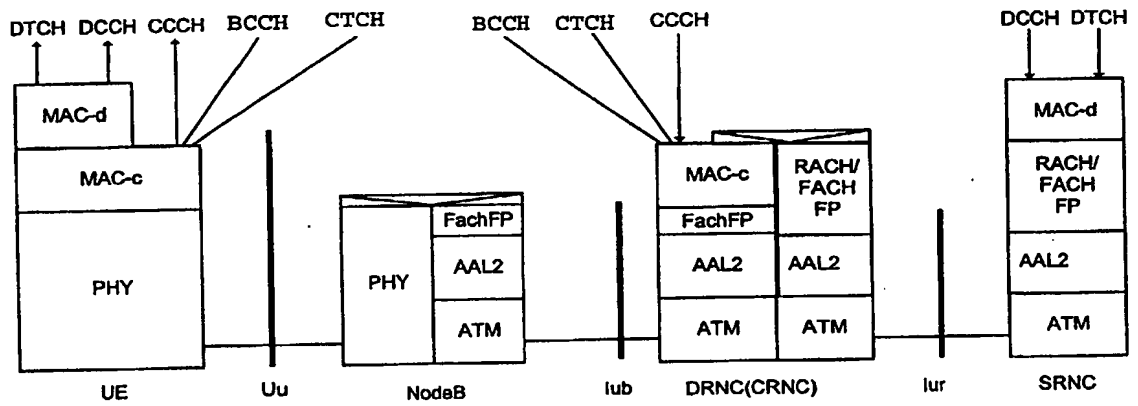 DTCH DCCH CCCH BCCH CTCH BCCH CTCH CCCH DCCH DTCH
MAC-d
MAC-c
PHY
PHY
FachFP
AAL2
ATM
MAC-c
FachFP
AAL2
ATM
RACH/
FACH
FP
AAL2
ATM
MAC-d
RACH/
FACH
FP
AAL2
ATM
UE Uu NodeB Iub DRNC(CRNC) Iur SRNC